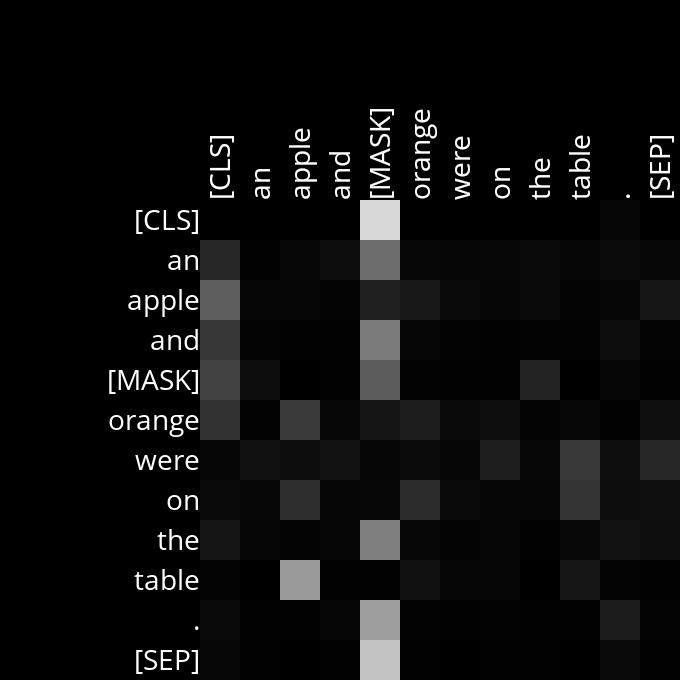 [CLS] an apple and [MASK] orange were on the table . [SEP]
[CLS]
an
apple
and
[MASK]
orange
were
on
the
table
.
[SEP]